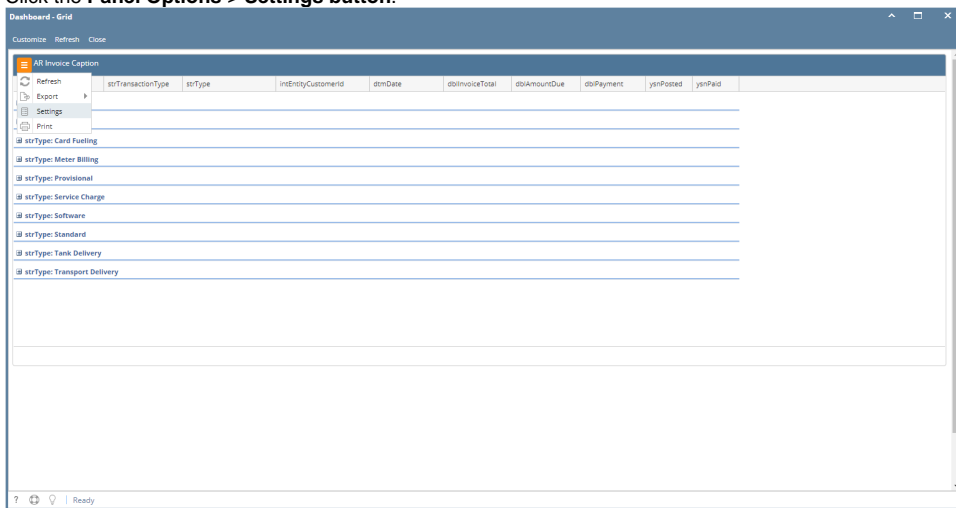 Click the Panel Options > Settings button.
Dashboard - Grid
Customize Refresh Close
AR Invoice Caption
Refresh
strTransactionType strType intEntityCustomerId dtmDate dblInvoiceTotal dblAmountDue dblPayment ysnPosted ysnPaid
Export
Settings
Print
strType: Card Fueling
strType: Meter Billing
strType: Provisional
strType: Service Charge
strType: Software
strType: Standard
strType: Tank Delivery
strType: Transport Delivery
? Ready